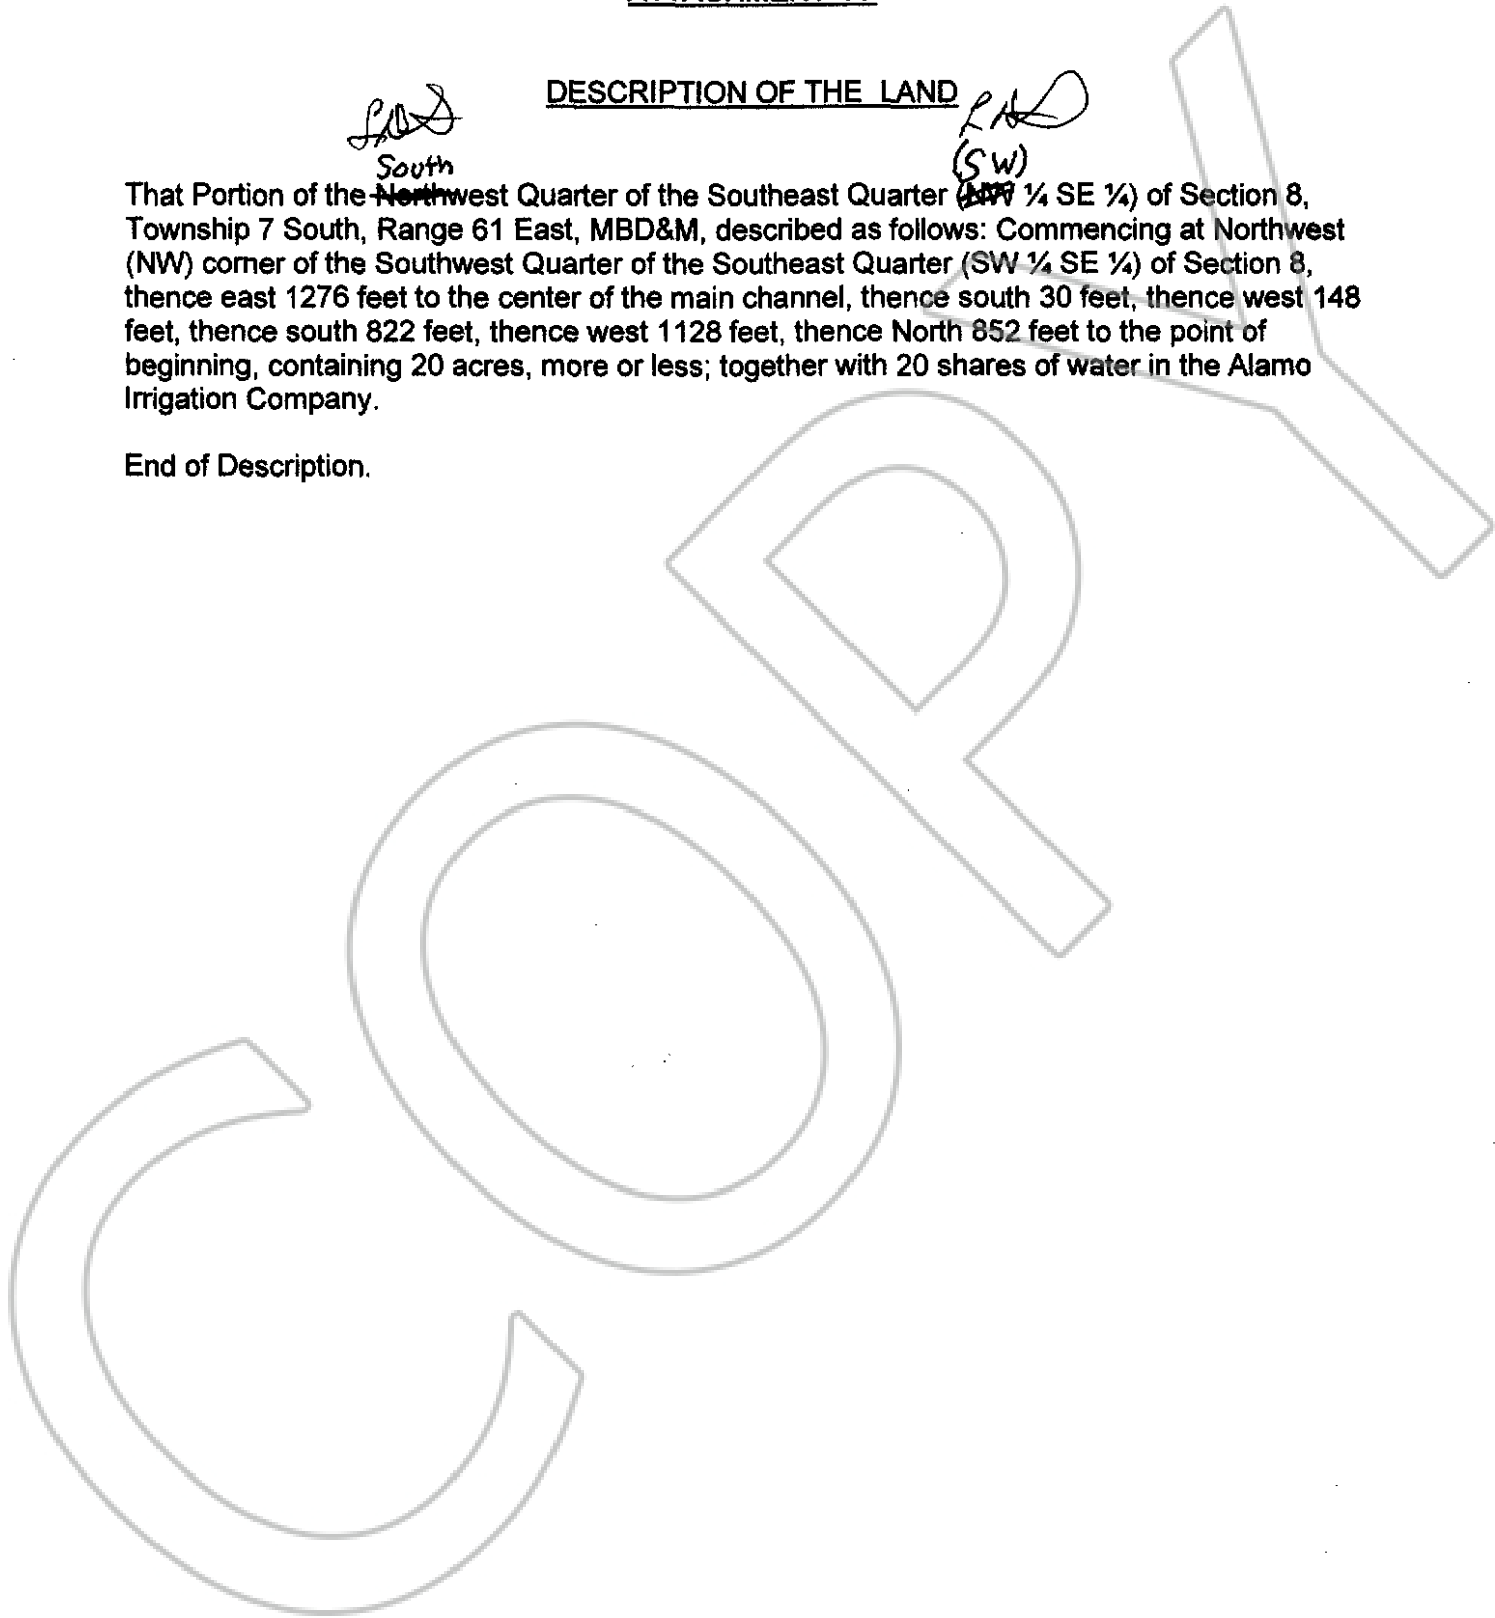 DESCRIPTION OF THE LAND
South
(SW)
That Portion of the Northwest Quarter of the Southeast Quarter (NW ¼ SE ¼) of Section 8,
Township 7 South, Range 61 East, MBD&M, described as follows: Commencing at Northwest
(NW) corner of the Southwest Quarter of the Southeast Quarter (SW ¼ SE ¼) of Section 8,
thence east 1276 feet to the center of the main channel, thence south 30 feet, thence west 148
feet, thence south 822 feet, thence west 1128 feet, thence North 852 feet to the point of
beginning, containing 20 acres, more or less; together with 20 shares of water in the Alamo
Irrigation Company.
End of Description.
COPY